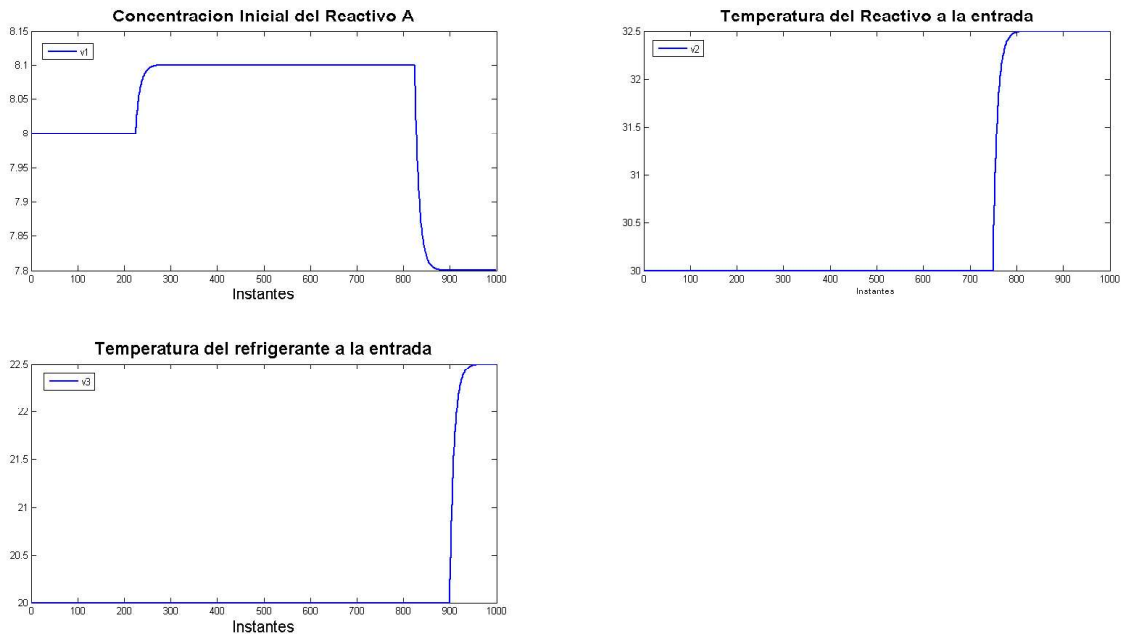 Concentracion Inicial del Reactivo A
8.15
v1
8.1
8.05
8
7.95
7.9
7.85
7.8
0 100 200 300 400 500 600 700 800 900 1000
Instantes
Temperatura del Reactivo a la entrada
32.5
v2
32
31.5
31
30.5
30
0 100 200 300 400 500 600 700 800 900 1000
Instantes
Temperatura del refrigerante a la entrada
22.5
v3
22
21.5
21
20.5
20
0 100 200 300 400 500 600 700 800 900 1000
Instantes